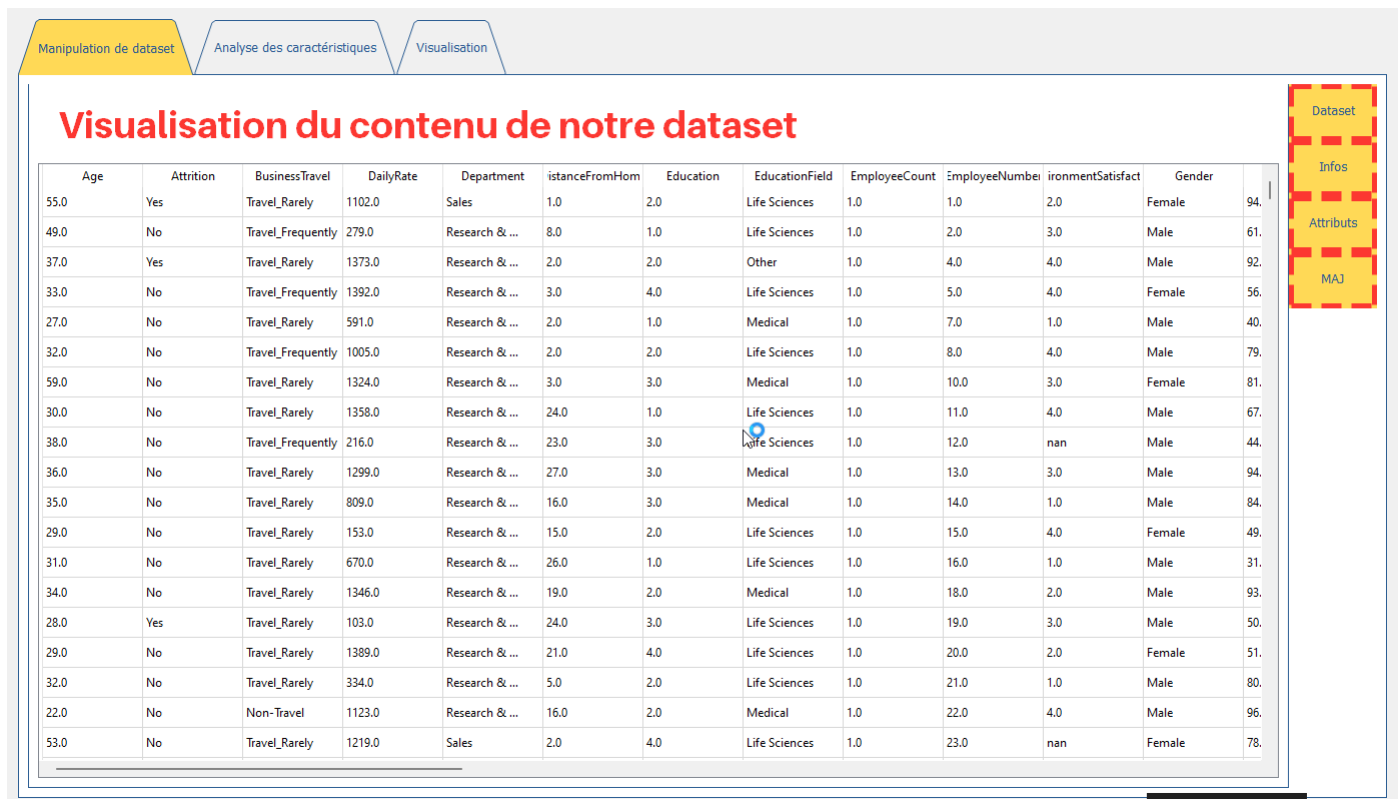 Manipulation de dataset Analyse des caractéristiques Visualisation
Visualisation du contenu de notre dataset
Dataset
Infos
Attributs
MAJ
Age Attrition BusinessTravel DailyRate Department istanceFromHom Education EducationField EmployeeCount EmployeeNumber ironmentSatisfact Gender
55.0 Yes Travel_Rarely 1102.0 Sales 1.0 2.0 Life Sciences 1.0 1.0 2.0 Female 94.
49.0 No Travel_Frequently 279.0 Research & ... 8.0 1.0 Life Sciences 1.0 2.0 3.0 Male 61.
37.0 Yes Travel_Rarely 1373.0 Research & ... 2.0 2.0 Other 1.0 4.0 4.0 Male 92.
33.0 No Travel_Frequently 1392.0 Research & ... 3.0 4.0 Life Sciences 1.0 5.0 4.0 Female 56.
27.0 No Travel_Rarely 591.0 Research & ... 2.0 1.0 Medical 1.0 7.0 1.0 Male 40.
32.0 No Travel_Frequently 1005.0 Research & ... 2.0 2.0 Life Sciences 1.0 8.0 4.0 Male 79.
59.0 No Travel_Rarely 1324.0 Research & ... 3.0 3.0 Medical 1.0 10.0 3.0 Female 81.
30.0 No Travel_Rarely 1358.0 Research & ... 24.0 1.0 Life Sciences 1.0 11.0 4.0 Male 67.
38.0 No Travel_Frequently 216.0 Research & ... 23.0 3.0 Life Sciences 1.0 12.0 nan Male 44.
36.0 No Travel_Rarely 1299.0 Research & ... 27.0 3.0 Medical 1.0 13.0 3.0 Male 94.
35.0 No Travel_Rarely 809.0 Research & ... 16.0 3.0 Medical 1.0 14.0 1.0 Male 84.
29.0 No Travel_Rarely 153.0 Research & ... 15.0 2.0 Life Sciences 1.0 15.0 4.0 Female 49.
31.0 No Travel_Rarely 670.0 Research & ... 26.0 1.0 Life Sciences 1.0 16.0 1.0 Male 31.
34.0 No Travel_Rarely 1346.0 Research & ... 19.0 2.0 Medical 1.0 18.0 2.0 Male 93.
28.0 Yes Travel_Rarely 103.0 Research & ... 24.0 3.0 Life Sciences 1.0 19.0 3.0 Male 50.
29.0 No Travel_Rarely 1389.0 Research & ... 21.0 4.0 Life Sciences 1.0 20.0 2.0 Female 51.
32.0 No Travel_Rarely 334.0 Research & ... 5.0 2.0 Life Sciences 1.0 21.0 1.0 Male 80.
22.0 No Non-Travel 1123.0 Research & ... 16.0 2.0 Medical 1.0 22.0 4.0 Male 96.
53.0 No Travel_Rarely 1219.0 Sales 2.0 4.0 Life Sciences 1.0 23.0 nan Female 78.